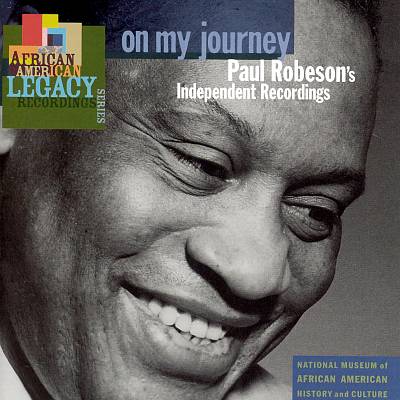 on my journey
Paul Robeson's
Independent Recordings
AFRICAN
AMERICAN
LEGACY
RECORDINGS
SERIES
NATIONAL MUSEUM of
AFRICAN AMERICAN
HISTORY and CULTURE